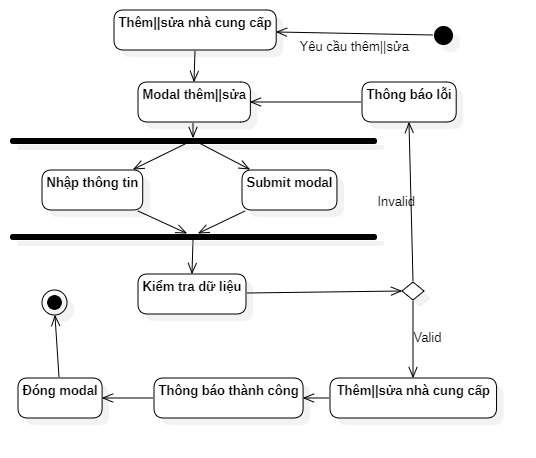 Thêm||sửa nhà cung cấp
Yêu cầu thêm||sửa
Modal thêm||sửa
Thông báo lỗi
Nhập thông tin
Submit modal
Invalid
Kiểm tra dữ liệu
Valid
Đóng modal
Thông báo thành công
Thêm||sửa nhà cung cấp